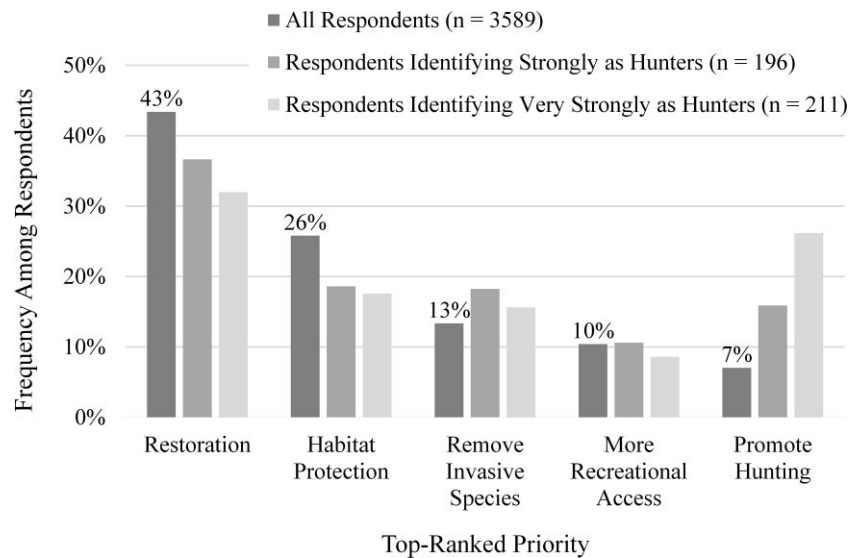 All Respondents (n = 3589)
Respondents Identifying Strongly as Hunters (n = 196)
Respondents Identifying Very Strongly as Hunters (n = 211)
Frequency Among Respondents
50%
40%
30%
20%
10%
0%
43%
26%
13%
10%
7%
Restoration
Habitat
Protection
Remove
Invasive
Species
More
Recreational
Access
Promote
Hunting
Top-Ranked Priority